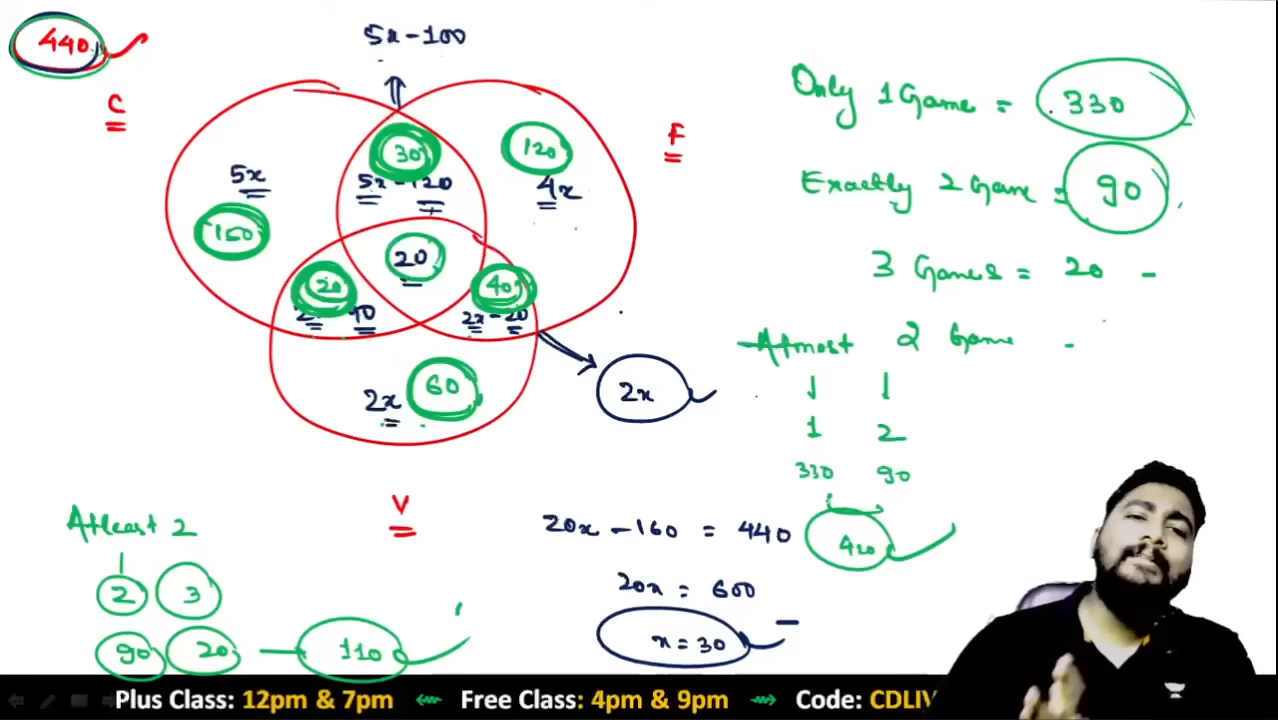 440
5x-100
C
F
30
120
5x-120
5x
4x
150
20
20
40
2x-20
60
2x
2x
V
Only 1 Game = 330
Exactly 2 Game = 90
3 Games = 20 -
Atmost 2 Game -
1 2
330 90
420
20x - 160 = 440
20x = 600
x = 30
Atleast 2
2 3
90 20 — 110
Plus Class: 12pm & 7pm Free Class: 4pm & 9pm Code: CDLIV